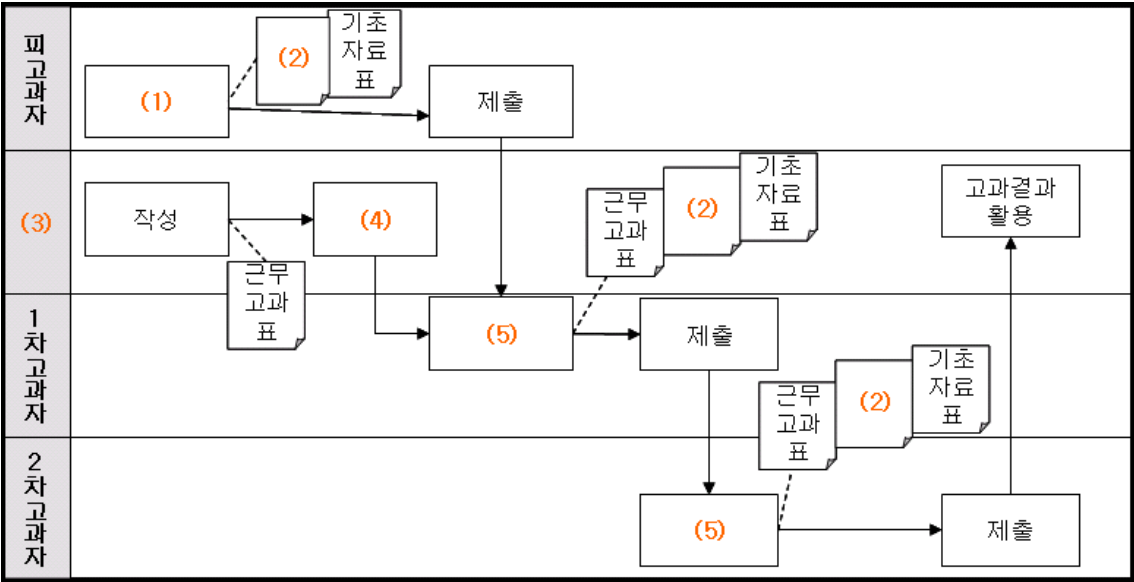 피고과자
(1)
(2)
기초
자료
표
제출
(3)
작성
(4)
근무
고과
표
근무
고과
표
(2)
기초
자료
표
고과결과
활용
1차고과자
(5)
제출
근무
고과
표
(2)
기초
자료
표
2차고과자
(5)
제출